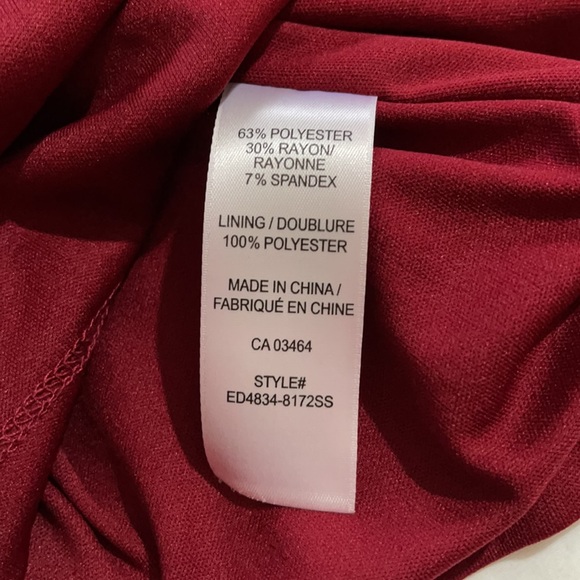 63% POLYESTER
30% RAYON/
RAYONNE
7% SPANDEX
LINING / DOUBLURE
100% POLYESTER
MADE IN CHINA /
FABRIQUÉ EN CHINE
CA 03464
STYLE#
ED4834-8172SS